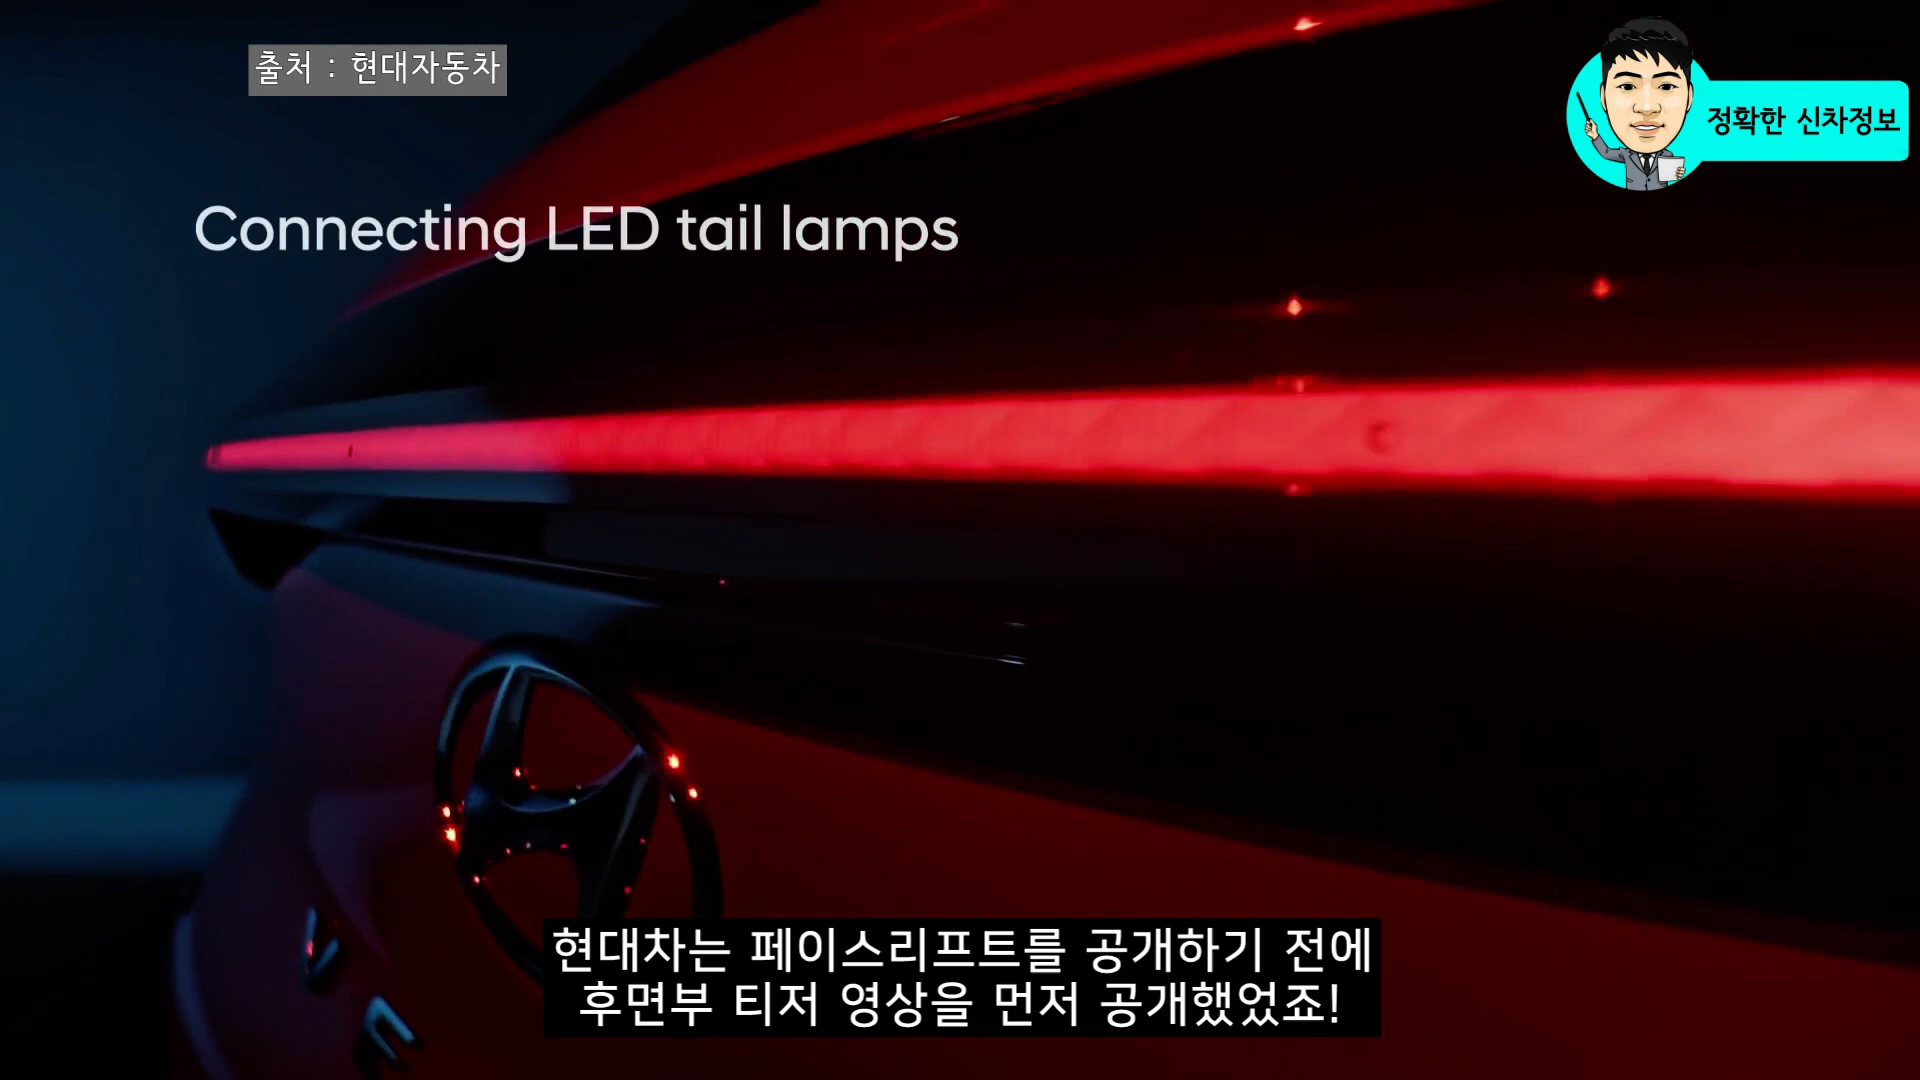 출처 : 현대자동차
정확한 신차정보
Connecting LED tail lamps
현대차는 페이스리프트를 공개하기 전에
후면부 티저 영상을 먼저 공개했었죠!